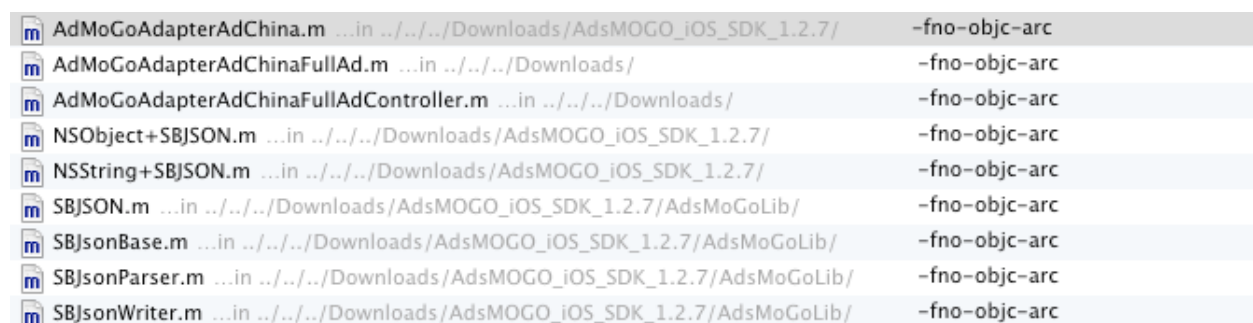 AdMoGoAdapterAdChina.m ...in ../../../Downloads/AdsMOGO_iOS_SDK_1.2.7/ -fno-objc-arc
AdMoGoAdapterAdChinaFullAd.m ...in ../../../Downloads/ -fno-objc-arc
AdMoGoAdapterAdChinaFullAdController.m ...in ../../../Downloads/ -fno-objc-arc
NSObject+SBJSON.m ...in ../../../Downloads/AdsMOGO_iOS_SDK_1.2.7/ -fno-objc-arc
NSString+SBJSON.m ...in ../../../Downloads/AdsMOGO_iOS_SDK_1.2.7/ -fno-objc-arc
SBJSON.m ...in ../../../Downloads/AdsMOGO_iOS_SDK_1.2.7/AdsMoGoLib/ -fno-objc-arc
SBJsonBase.m ...in ../../../Downloads/AdsMOGO_iOS_SDK_1.2.7/AdsMoGoLib/ -fno-objc-arc
SBJsonParser.m ...in ../../../Downloads/AdsMOGO_iOS_SDK_1.2.7/AdsMoGoLib/ -fno-objc-arc
SBJsonWriter.m ...in ../../../Downloads/AdsMOGO_iOS_SDK_1.2.7/AdsMoGoLib/ -fno-objc-arc